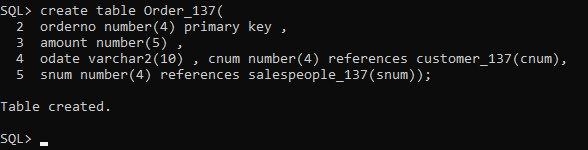 SQL> create table Order_137(
  2  orderno number(4) primary key ,
  3  amount number(5) ,
  4  odate varchar2(10) , cnum number(4) references customer_137(cnum),
  5  snum number(4) references salespeople_137(snum));
Table created.
SQL>